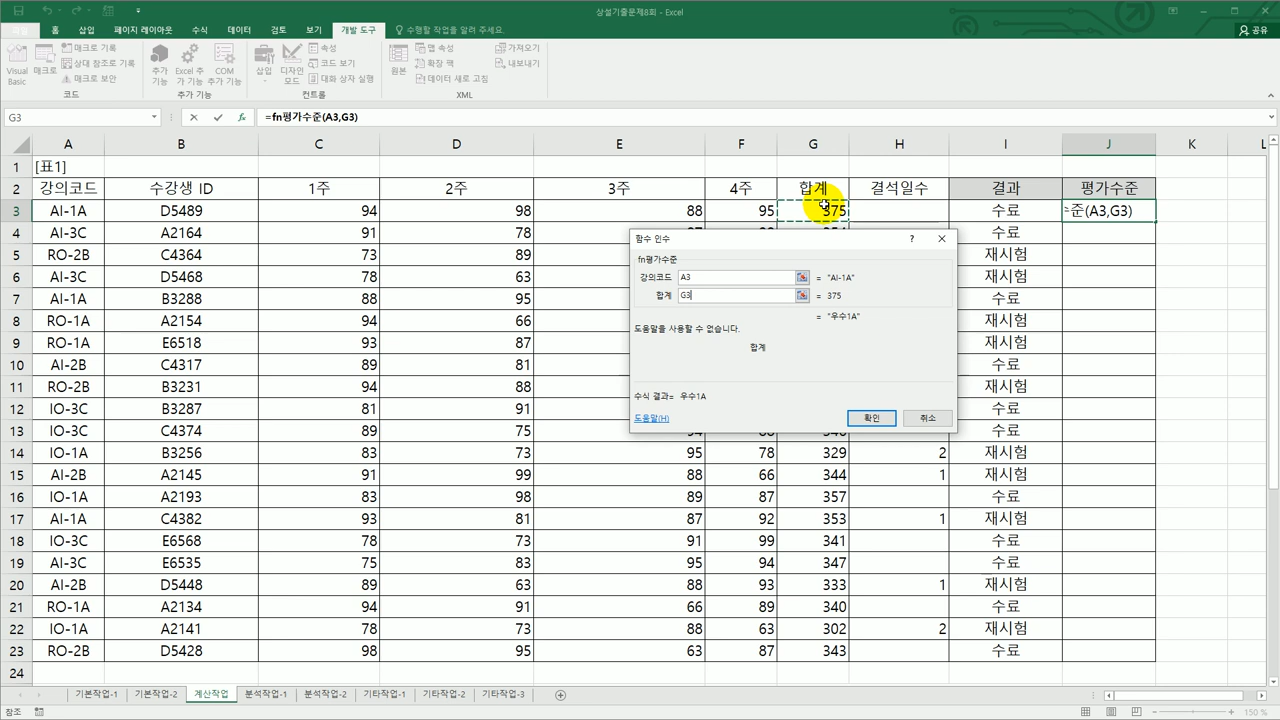 상설기출문제8회 - Excel
홈 삽입 페이지 레이아웃 수식 데이터 검토 보기 개발 도구 수행할 작업을 알려 주세요. 공유
Visual Basic 매크로 매크로 기록 상대 참조로 기록 매크로 보안 추가 기능 Excel 추가 기능 COM 추가 기능 삽입 디자인 모드 속성 코드 보기 대화 상자 실행 원본 맵 속성 확장 팩 데이터 새로 고침 가져오기 내보내기
코드 추가 기능 컨트롤 XML
G3 =fn평가수준(A3,G3)
A B C D E F G H I J K L
1 [표1]
2 강의코드 수강생 ID 1주 2주 3주 4주 합계 결석일수 결과 평가수준
3 AI-1A D5489 94 98 88 95 375 수료 준(A3,G3)
4 AI-3C A2164 91 78 수료
5 RO-2B C4364 73 89 재시험
6 AI-3C D5468 78 63 재시험
7 AI-1A B3288 88 95 수료
8 RO-1A A2154 94 66 재시험
9 RO-1A E6518 93 87 재시험
10 AI-2B C4317 89 81 수료
11 RO-2B B3231 94 88 재시험
12 IO-3C B3287 81 91 수료
13 IO-3C C4374 89 75 수료
14 IO-1A B3256 83 73 95 78 329 2 재시험
15 AI-2B A2145 91 99 88 66 344 1 재시험
16 IO-1A A2193 83 98 89 87 357 수료
17 AI-1A C4382 93 81 87 92 353 1 재시험
18 IO-3C E6568 78 73 91 99 341 수료
19 AI-3C E6535 75 83 95 94 347 수료
20 AI-2B D5448 89 63 88 93 333 1 재시험
21 RO-1A A2134 94 91 66 89 340 수료
22 IO-1A A2141 78 73 88 63 302 2 재시험
23 RO-2B D5428 98 95 63 87 343 수료
24
함수 인수 ?
fn평가수준
강의코드 A3 = "AI-1A"
합계 G3 = 375
= "우수1A"
도움말을 사용할 수 없습니다.
합계
수식 결과= 우수1A
도움말(H) 확인 취소
기본작업-1 기본작업-2 계산작업 분석작업-1 분석작업-2 기타작업-1 기타작업-2 기타작업-3
참조 150 %